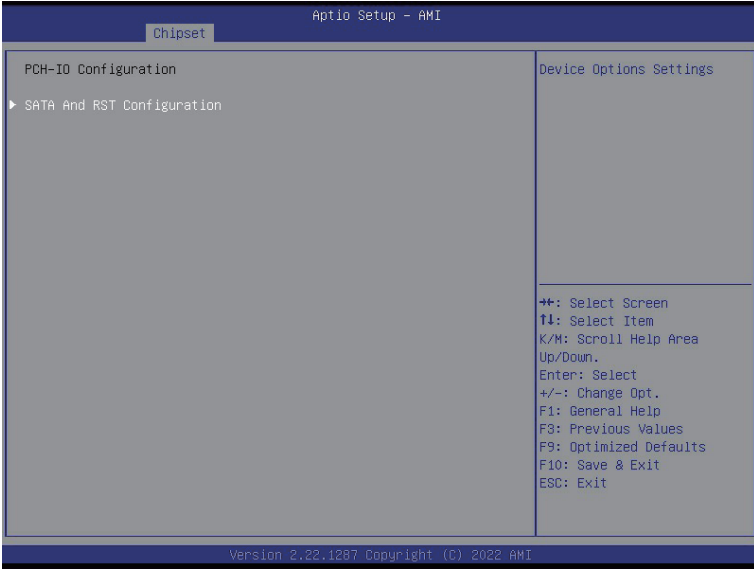 Aptio Setup – AMI
Chipset
PCH-IO Configuration
SATA And RST Configuration
Device Options Settings
→←: Select Screen
↑↓: Select Item
K/M: Scroll Help Area
Up/Down.
Enter: Select
+/-: Change Opt.
F1: General Help
F3: Previous Values
F9: Optimized Defaults
F10: Save & Exit
ESC: Exit
Version 2.22.1287 Copyright (C) 2022 AMI